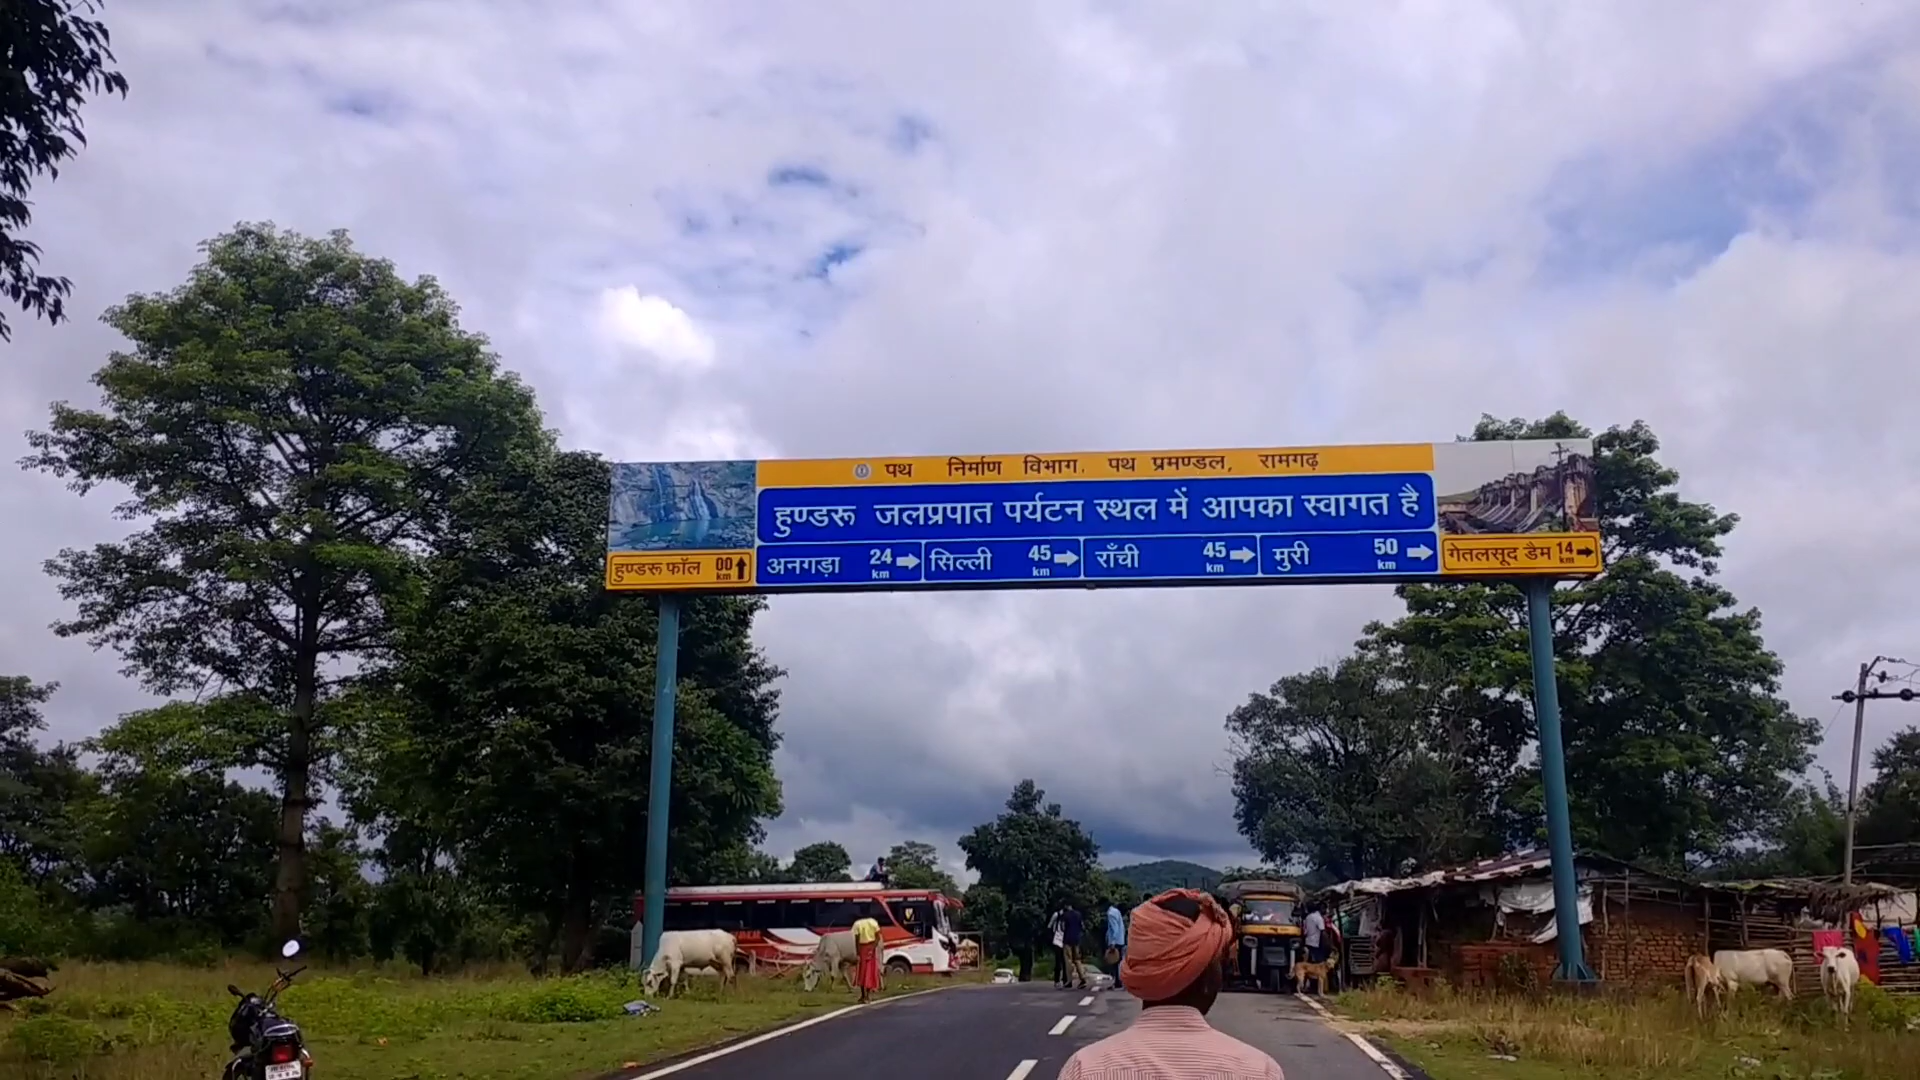 पथ निर्माण विभाग, पथ प्रमण्डल, रामगढ़
हुण्डरू जलप्रपात पर्यटन स्थल में आपका स्वागत है
हुण्डरू फॉल 00 km
अनगड़ा 24 km
सिल्ली 45 km
राँची 45 km
मुरी 50 km
गेतलसूद डैम 14 km